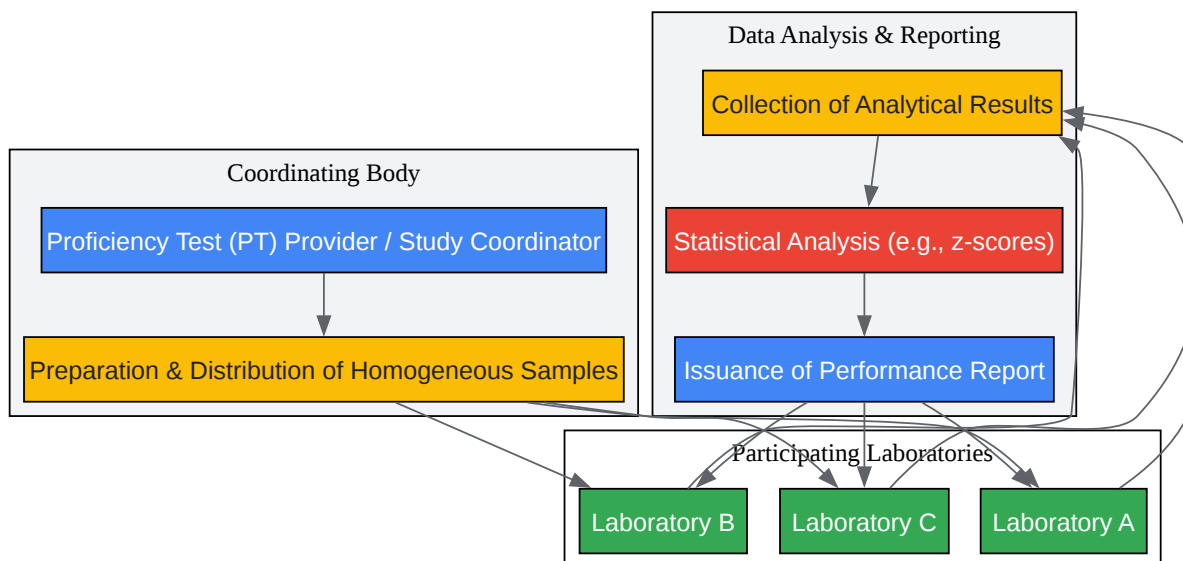 Data Analysis & Reporting
Collection of Analytical Results
Coordinating Body
Proficiency Test (PT) Provider / Study Coordinator
Statistical Analysis (e.g., z-scores)
Preparation & Distribution of Homogeneous Samples
Issuance of Performance Report
Participating Laboratories
Laboratory B
Laboratory C
Laboratory A